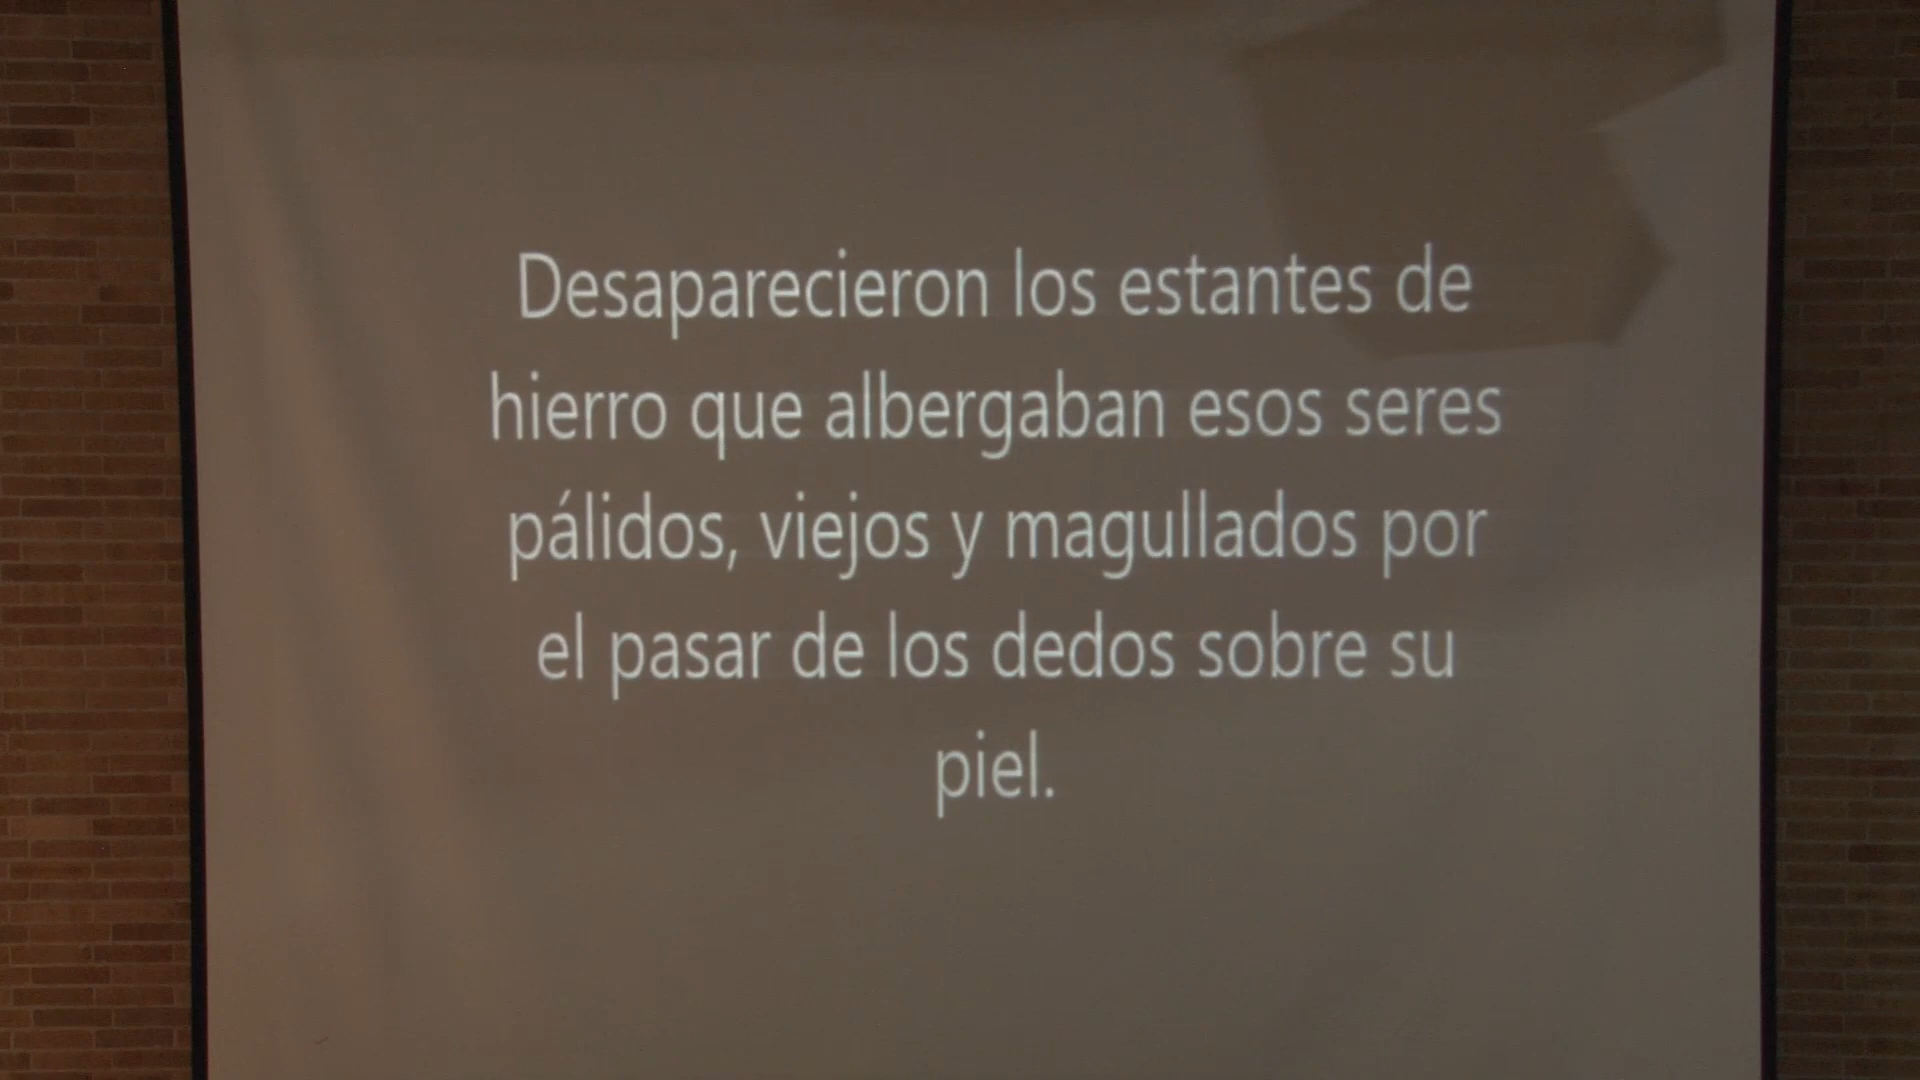 Desaparecieron los estantes de
hierro que albergaban esos seres
pálidos, viejos y magullados por
el pasar de los dedos sobre su
piel.